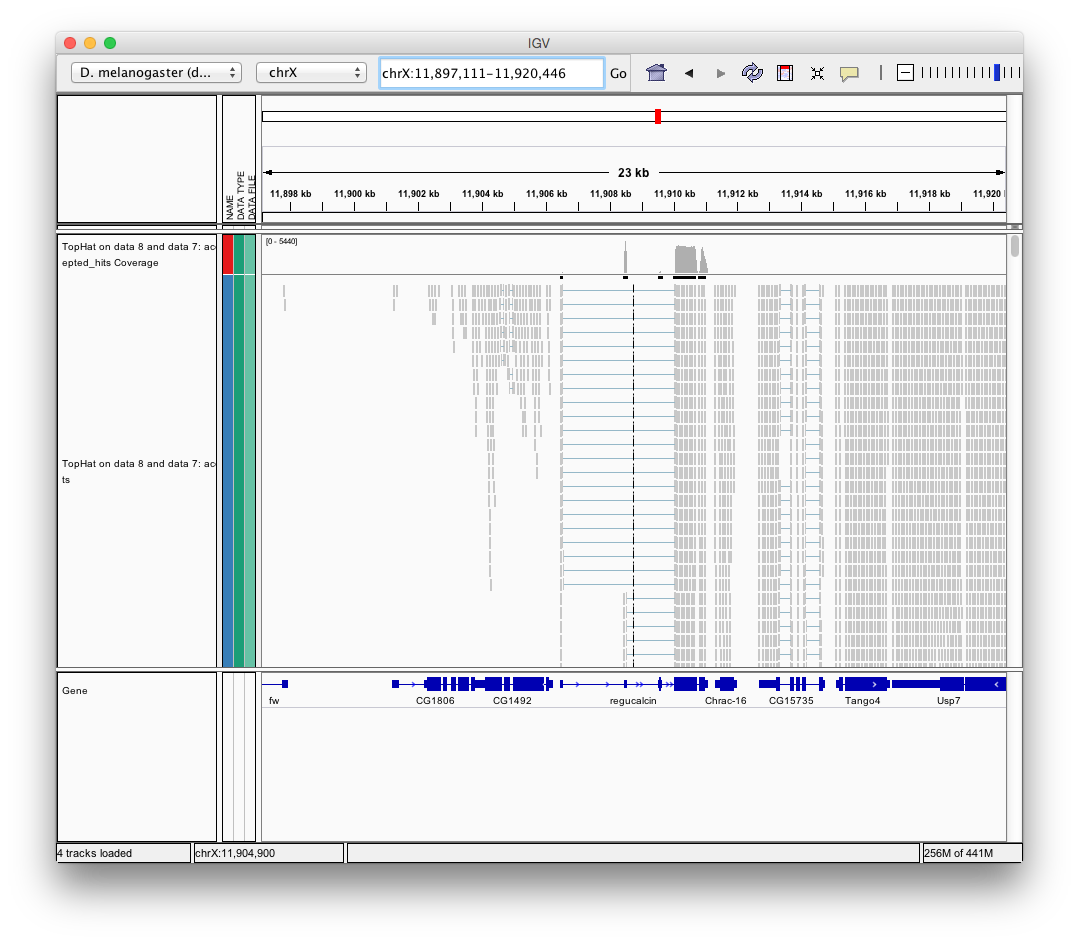 IGV
D. melanogaster (d...
chrX
chrX:11,897,111-11,920,446
Go
NAME
DATA TYPE
DATA FILE
23 kb
11,898 kb 11,900 kb 11,902 kb 11,904 kb 11,906 kb 11,908 kb 11,910 kb 11,912 kb 11,914 kb 11,916 kb 11,918 kb 11,920
TopHat on data 8 and data 7: acc
epted_hits Coverage
[0 - 5440]
TopHat on data 8 and data 7: acc
ts
Gene
fw CG1806 CG1492 regucalcin Chrac-16 CG15735 Tango4 Usp7
4 tracks loaded chrX:11,904,900 256M of 441M